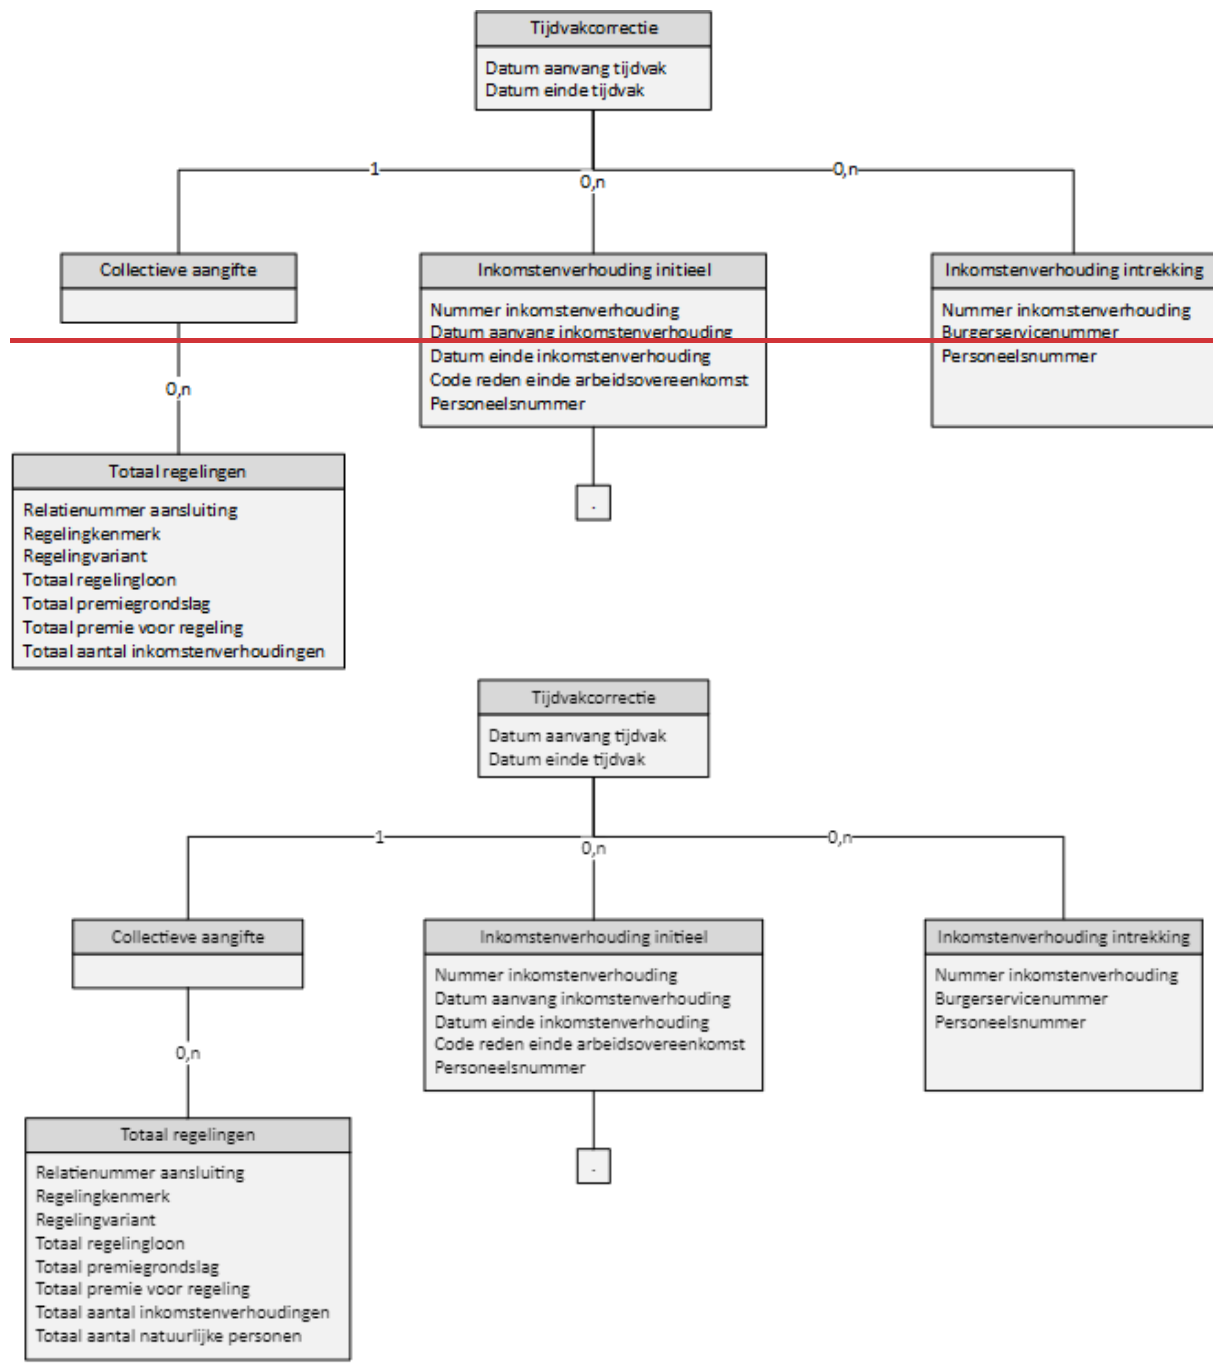 Tijdvakcorrectie
Datum aanvang tijdvak
Datum einde tijdvak
1
0,n
0,n
Collectieve aangifte
Inkomstenverhouding initieel
Nummer inkomstenverhouding
Datum aanvang inkomstenverhouding
Datum einde inkomstenverhouding
Code reden einde arbeidsovereenkomst
Personeelsnummer
Inkomstenverhouding intrekking
Nummer inkomstenverhouding
Burgerservicenummer
Personeelsnummer
0,n
.
Totaal regelingen
Relatienummer aansluiting
Regelingkenmerk
Regelingvariant
Totaal regelingloon
Totaal premiegrondslag
Totaal premie voor regeling
Totaal aantal inkomstenverhoudingen
Tijdvakcorrectie
Datum aanvang tijdvak
Datum einde tijdvak
1
0,n
0,n
Collectieve aangifte
Inkomstenverhouding initieel
Nummer inkomstenverhouding
Datum aanvang inkomstenverhouding
Datum einde inkomstenverhouding
Code reden einde arbeidsovereenkomst
Personeelsnummer
Inkomstenverhouding intrekking
Nummer inkomstenverhouding
Burgerservicenummer
Personeelsnummer
0,n
.
Totaal regelingen
Relatienummer aansluiting
Regelingkenmerk
Regelingvariant
Totaal regelingloon
Totaal premiegrondslag
Totaal premie voor regeling
Totaal aantal inkomstenverhoudingen
Totaal aantal natuurlijke personen